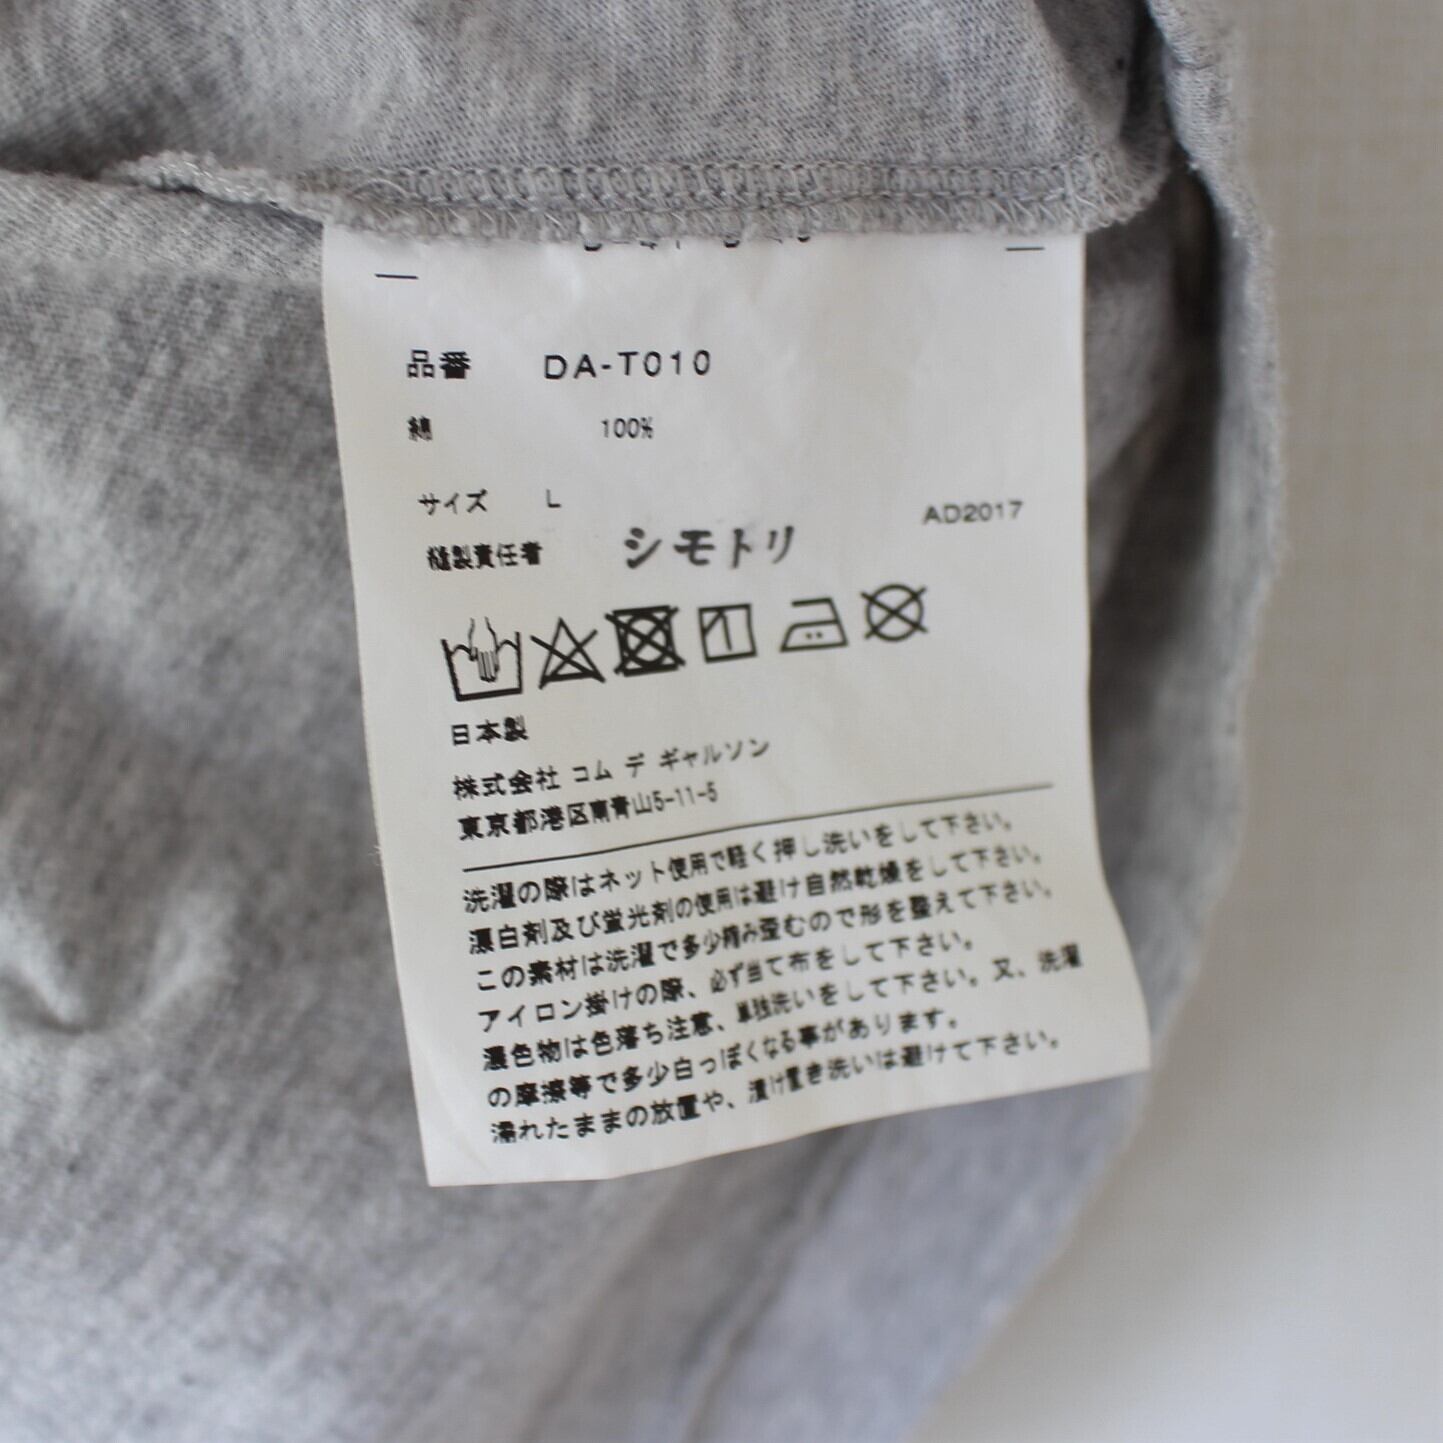 品番 DA-T010
綿 100%
サイズ L
AD2017
縫製責任者 シモトリ
日本製
株式会社 コム デ ギャルソン
東京都港区南青山5-11-5
洗濯の際はネット使用で軽く押し洗いをして下さい。
漂白剤及び蛍光剤の使用は避け自然乾燥をして下さい。
この素材は洗濯で多少縮み歪むので形を整えて下さい。
アイロン掛けの際、必ず当て布をして下さい。
濃色物は色落ち注意、単独洗いをして下さい。又、洗濯
の摩擦等で多少白っぽくなる事があります。
濡れたままの放置や、漬け置き洗いは避けて下さい。